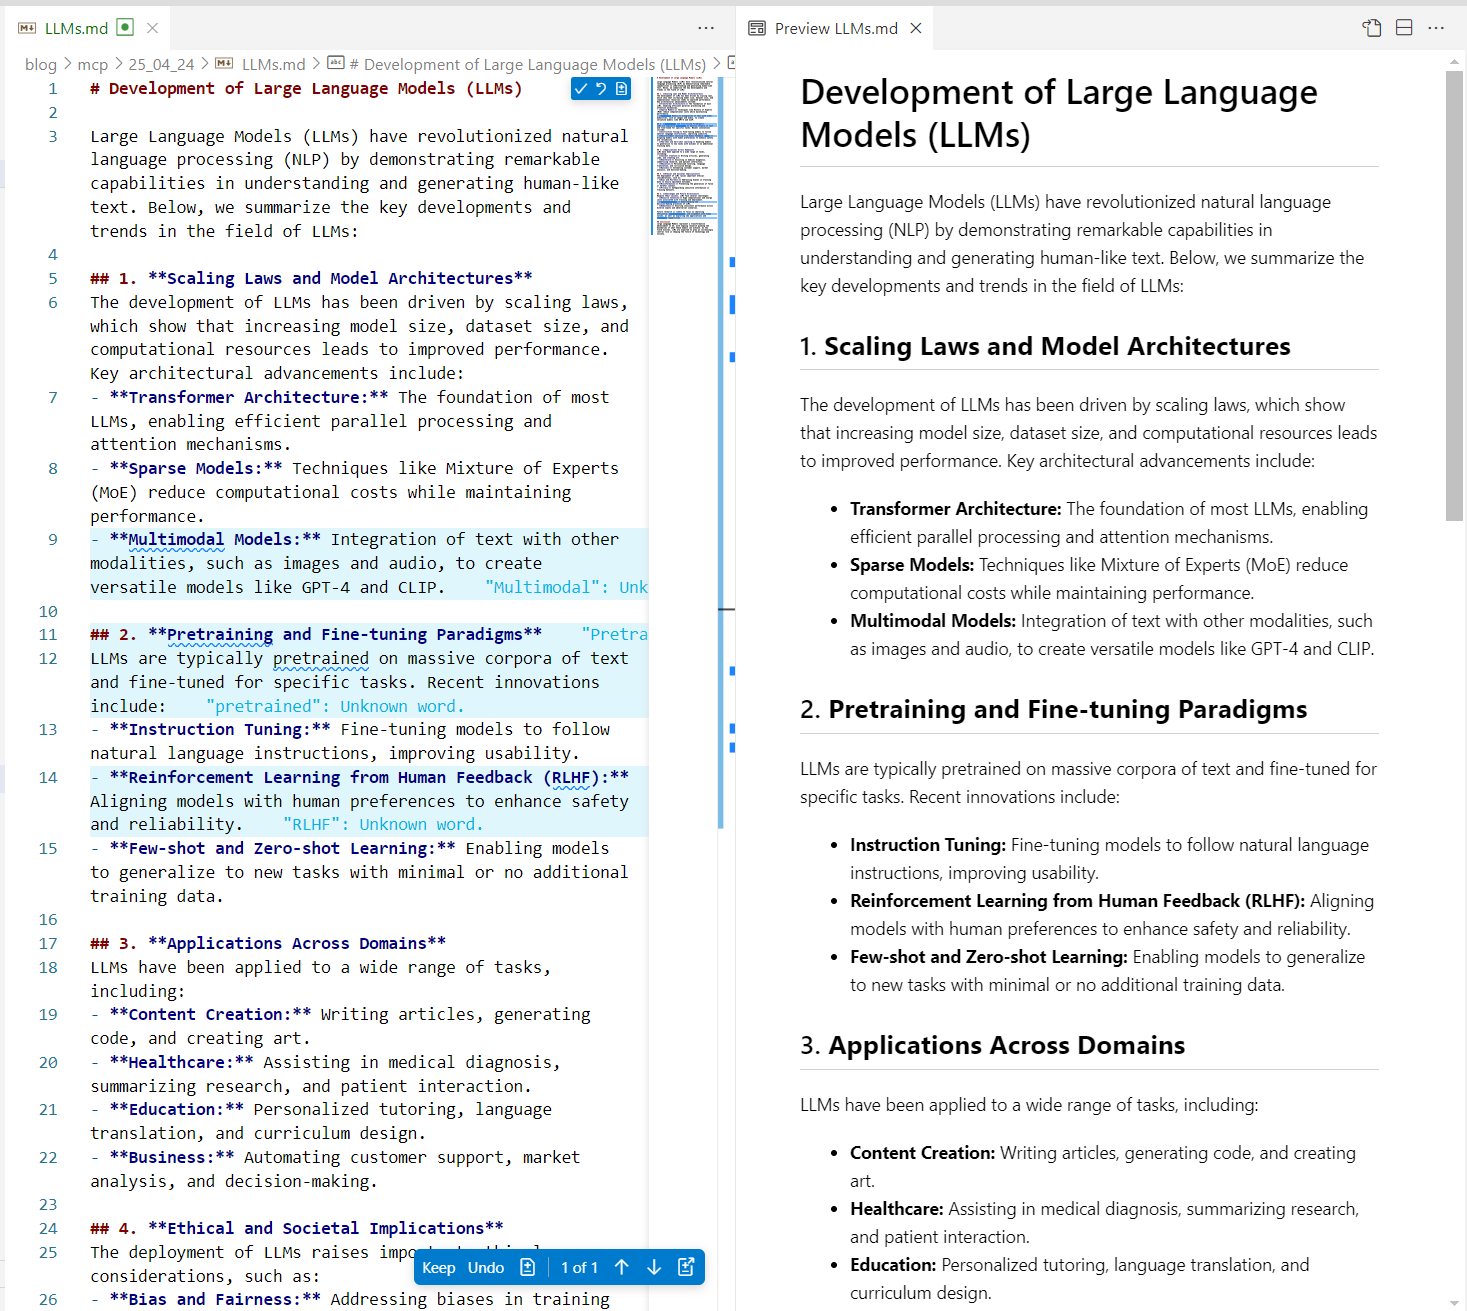 LLMs.md
Preview LLMs.md
blog > mcp > 25_04_24 > LLMs.md > # Development of Large Language Models (LLMs) >
1 # Development of Large Language Models (LLMs)
2
3 Large Language Models (LLMs) have revolutionized natural
language processing (NLP) by demonstrating remarkable
capabilities in understanding and generating human-like
text. Below, we summarize the key developments and
trends in the field of LLMs:
4
5 ## 1. **Scaling Laws and Model Architectures**
6 The development of LLMs has been driven by scaling laws,
which show that increasing model size, dataset size, and
computational resources leads to improved performance.
Key architectural advancements include:
7 - **Transformer Architecture:** The foundation of most
LLMs, enabling efficient parallel processing and
attention mechanisms.
8 - **Sparse Models:** Techniques like Mixture of Experts
(MoE) reduce computational costs while maintaining
performance.
9 - **Multimodal Models:** Integration of text with other
modalities, such as images and audio, to create
versatile models like GPT-4 and CLIP. "Multimodal": Unk
10
11 ## 2. **Pretraining and Fine-tuning Paradigms** "Pretra
12 LLMs are typically pretrained on massive corpora of text
and fine-tuned for specific tasks. Recent innovations
include: "pretrained": Unknown word.
13 - **Instruction Tuning:** Fine-tuning models to follow
natural language instructions, improving usability.
14 - **Reinforcement Learning from Human Feedback (RLHF):**
Aligning models with human preferences to enhance safety
and reliability. "RLHF": Unknown word.
15 - **Few-shot and Zero-shot Learning:** Enabling models
to generalize to new tasks with minimal or no additional
training data.
16
17 ## 3. **Applications Across Domains**
18 LLMs have been applied to a wide range of tasks,
including:
19 - **Content Creation:** Writing articles, generating
code, and creating art.
20 - **Healthcare:** Assisting in medical diagnosis,
summarizing research, and patient interaction.
21 - **Education:** Personalized tutoring, language
translation, and curriculum design.
22 - **Business:** Automating customer support, market
analysis, and decision-making.
23
24 ## 4. **Ethical and Societal Implications**
25 The deployment of LLMs raises
considerations, such as:
26 - **Bias and Fairness:** Addressing biases in training
Keep Undo 1 of 1
Development of Large Language
Models (LLMs)
Large Language Models (LLMs) have revolutionized natural language
processing (NLP) by demonstrating remarkable capabilities in
understanding and generating human-like text. Below, we summarize the
key developments and trends in the field of LLMs:
1. Scaling Laws and Model Architectures
The development of LLMs has been driven by scaling laws, which show
that increasing model size, dataset size, and computational resources leads
to improved performance. Key architectural advancements include:
• Transformer Architecture: The foundation of most LLMs, enabling
efficient parallel processing and attention mechanisms.
• Sparse Models: Techniques like Mixture of Experts (MoE) reduce
computational costs while maintaining performance.
• Multimodal Models: Integration of text with other modalities, such
as images and audio, to create versatile models like GPT-4 and CLIP.
2. Pretraining and Fine-tuning Paradigms
LLMs are typically pretrained on massive corpora of text and fine-tuned for
specific tasks. Recent innovations include:
• Instruction Tuning: Fine-tuning models to follow natural language
instructions, improving usability.
• Reinforcement Learning from Human Feedback (RLHF): Aligning
models with human preferences to enhance safety and reliability.
• Few-shot and Zero-shot Learning: Enabling models to generalize
to new tasks with minimal or no additional training data.
3. Applications Across Domains
LLMs have been applied to a wide range of tasks, including:
• Content Creation: Writing articles, generating code, and creating
art.
• Healthcare: Assisting in medical diagnosis, summarizing research,
and patient interaction.
• Education: Personalized tutoring, language translation, and
curriculum design.